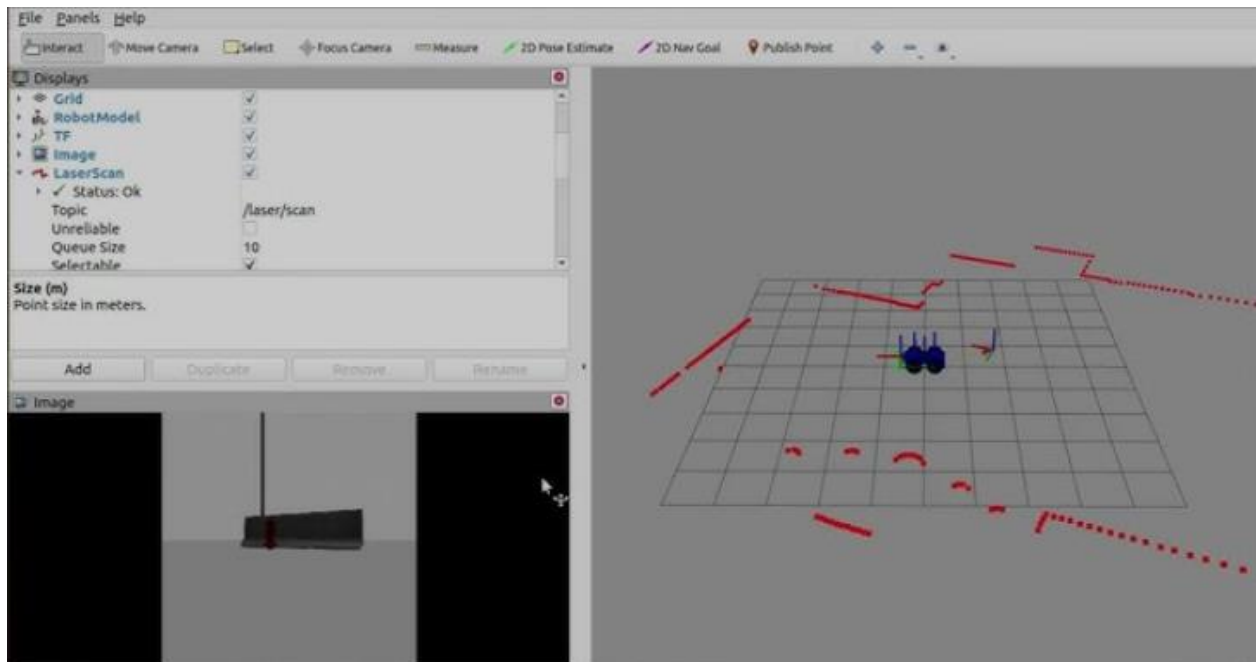 File Panels Help
Interact Move Camera Select Focus Camera Measure 2D Pose Estimate 2D Nav Goal Publish Point
Displays
Grid
RobotModel
TF
Image
LaserScan
Status: Ok
Topic /laser/scan
Unreliable
Queue Size 10
Selectable
Size (m)
Point size in meters.
Add Duplicate Remove Rename
Image